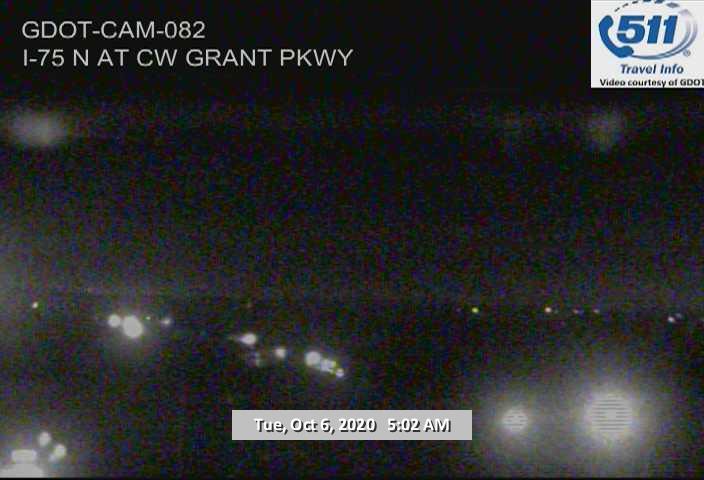 GDOT-CAM-082
I-75 N AT CW GRANT PKWY
511
®
Travel Info
Video courtesy of GDOT
Tue, Oct 6, 2020 5:02 AM